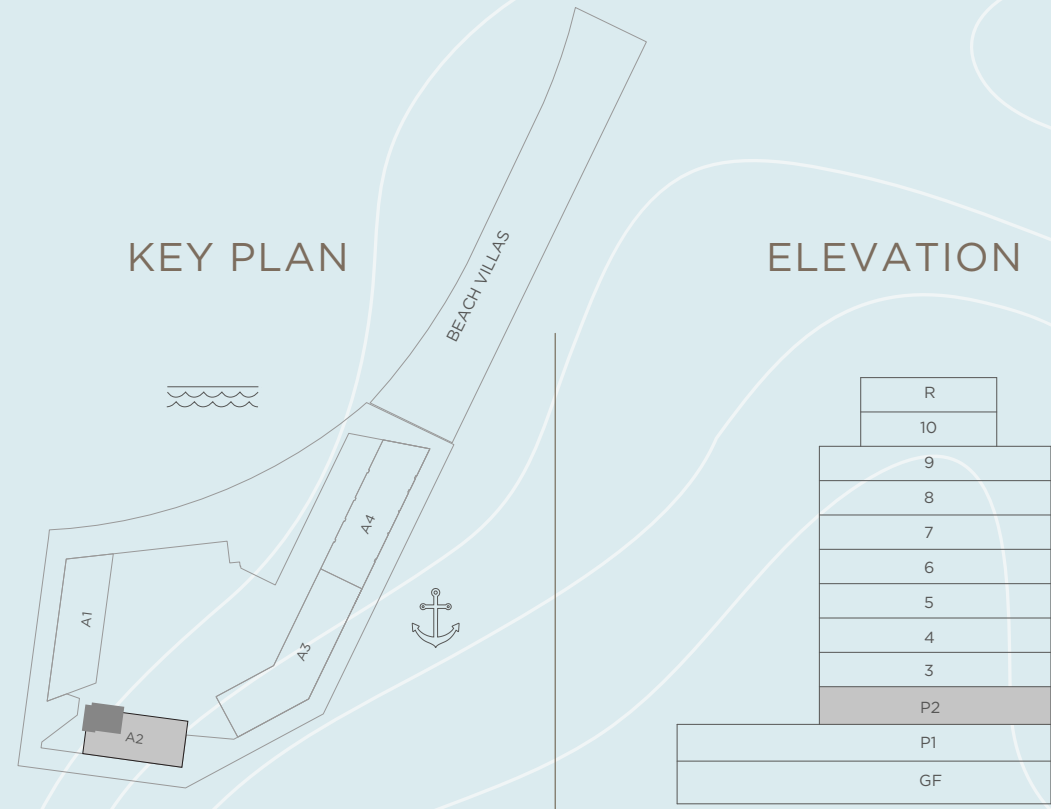 KEY PLAN
BEACH VILLAS
A4
A1
A3
A2
ELEVATION
R
10
9
8
7
6
5
4
3
P2
P1
GF